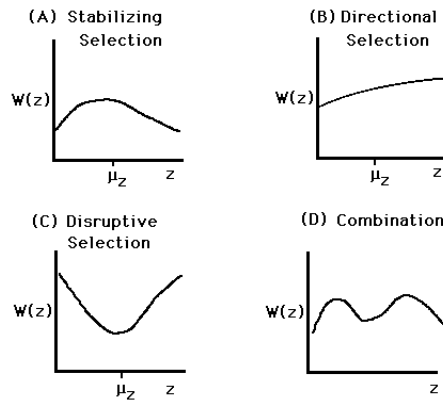 (A) Stabilizing
Selection
W(z)
μz z
(B) Directional
Selection
W(z)
μz z
(C) Disruptive
Selection
W(z)
μz z
(D) Combination
W(z)
z